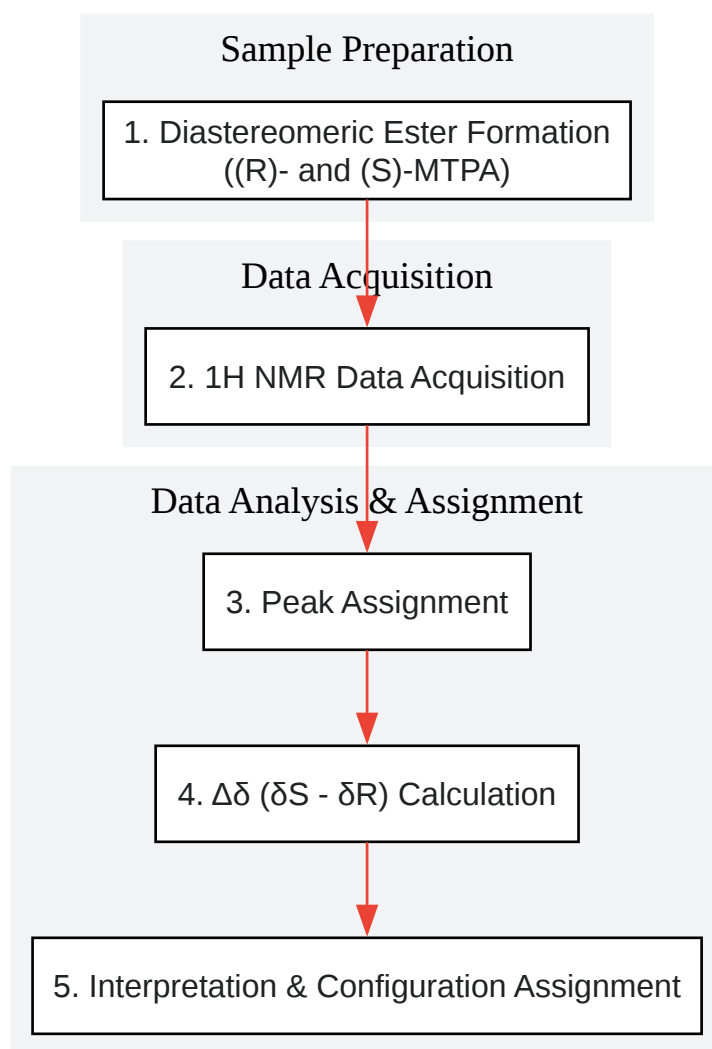 Sample Preparation
1. Diastereomeric Ester Formation
((R)- and (S)-MTPA)
Data Acquisition
2. 1H NMR Data Acquisition
Data Analysis & Assignment
3. Peak Assignment
4. Δδ (δS - δR) Calculation
5. Interpretation & Configuration Assignment